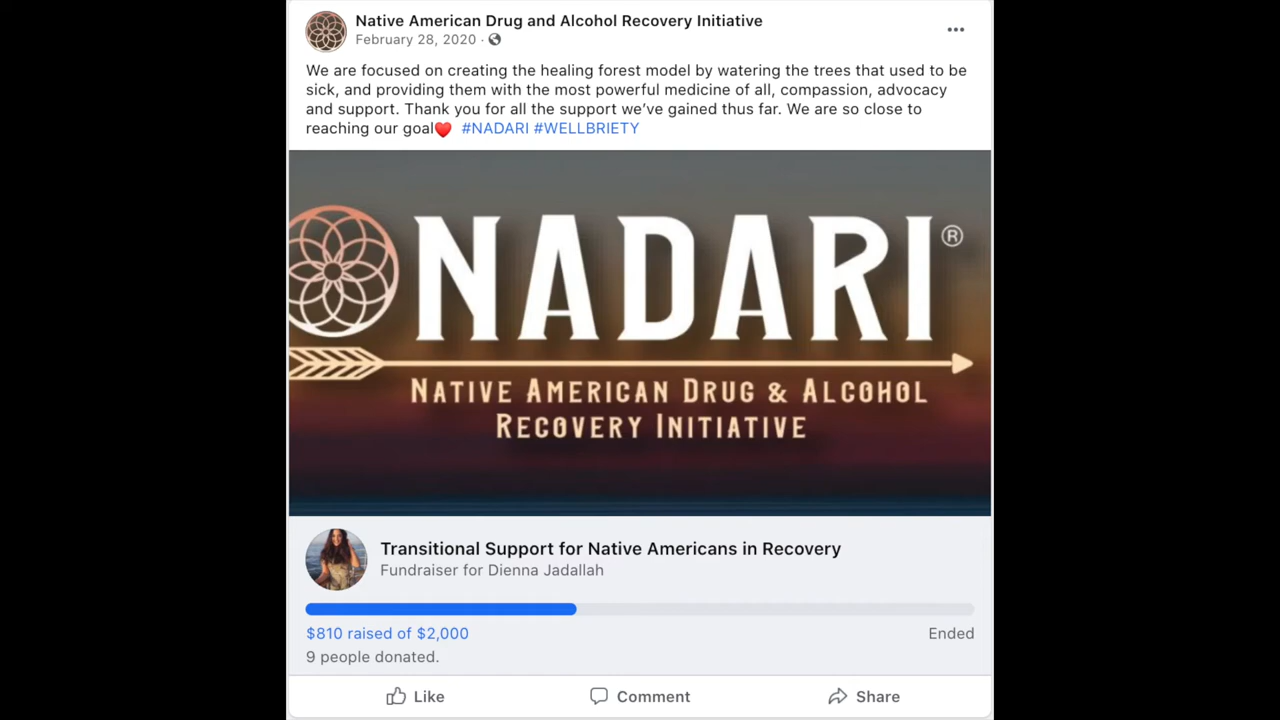 Native American Drug and Alcohol Recovery Initiative
February 28, 2020 ·
We are focused on creating the healing forest model by watering the trees that used to be
sick, and providing them with the most powerful medicine of all, compassion, advocacy
and support. Thank you for all the support we've gained thus far. We are so close to
reaching our goal❤️ #NADARI #WELLBRIETY
NADARI®
NATIVE AMERICAN DRUG & ALCOHOL
RECOVERY INITIATIVE
Transitional Support for Native Americans in Recovery
Fundraiser for Dienna Jadallah
$810 raised of $2,000 Ended
9 people donated.
Like Comment Share